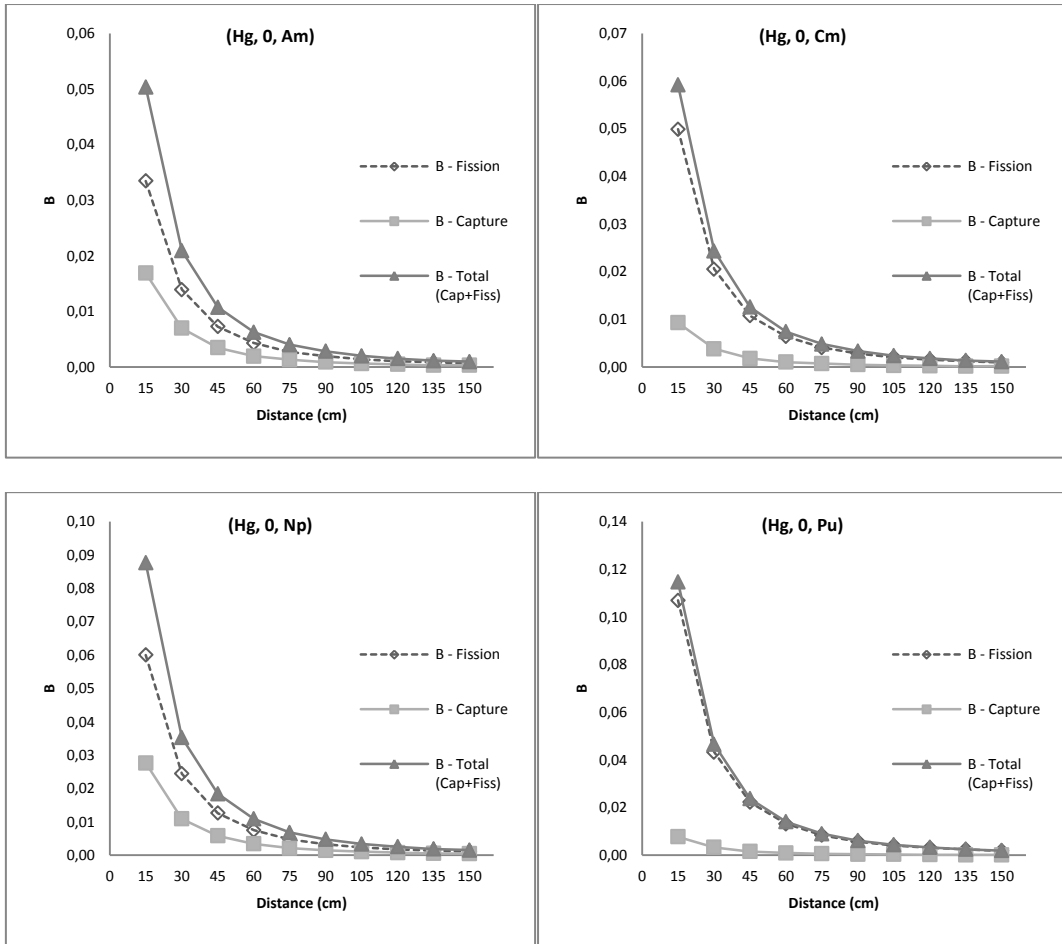 (Hg, 0, Am)
0,06
0,05
0,04
0,03
0,02
0,01
0,00
B
0 15 30 45 60 75 90 105 120 135 150
Distance (cm)
B - Fission
B - Capture
B - Total
(Cap+Fiss)
(Hg, 0, Cm)
0,07
0,06
0,05
0,04
0,03
0,02
0,01
0,00
B
0 15 30 45 60 75 90 105 120 135 150
Distance (cm)
B - Fission
B - Capture
B - Total
(Cap+Fiss)
(Hg, 0, Np)
0,10
0,09
0,08
0,07
0,06
0,05
0,04
0,03
0,02
0,01
0,00
B
0 15 30 45 60 75 90 105 120 135 150
Distance (cm)
B - Fission
B - Capture
B - Total
(Cap+Fiss)
(Hg, 0, Pu)
0,14
0,12
0,10
0,08
0,06
0,04
0,02
0,00
B
0 15 30 45 60 75 90 105 120 135 150
Distance (cm)
B - Fission
B - Capture
B - Total
(Cap+Fiss)